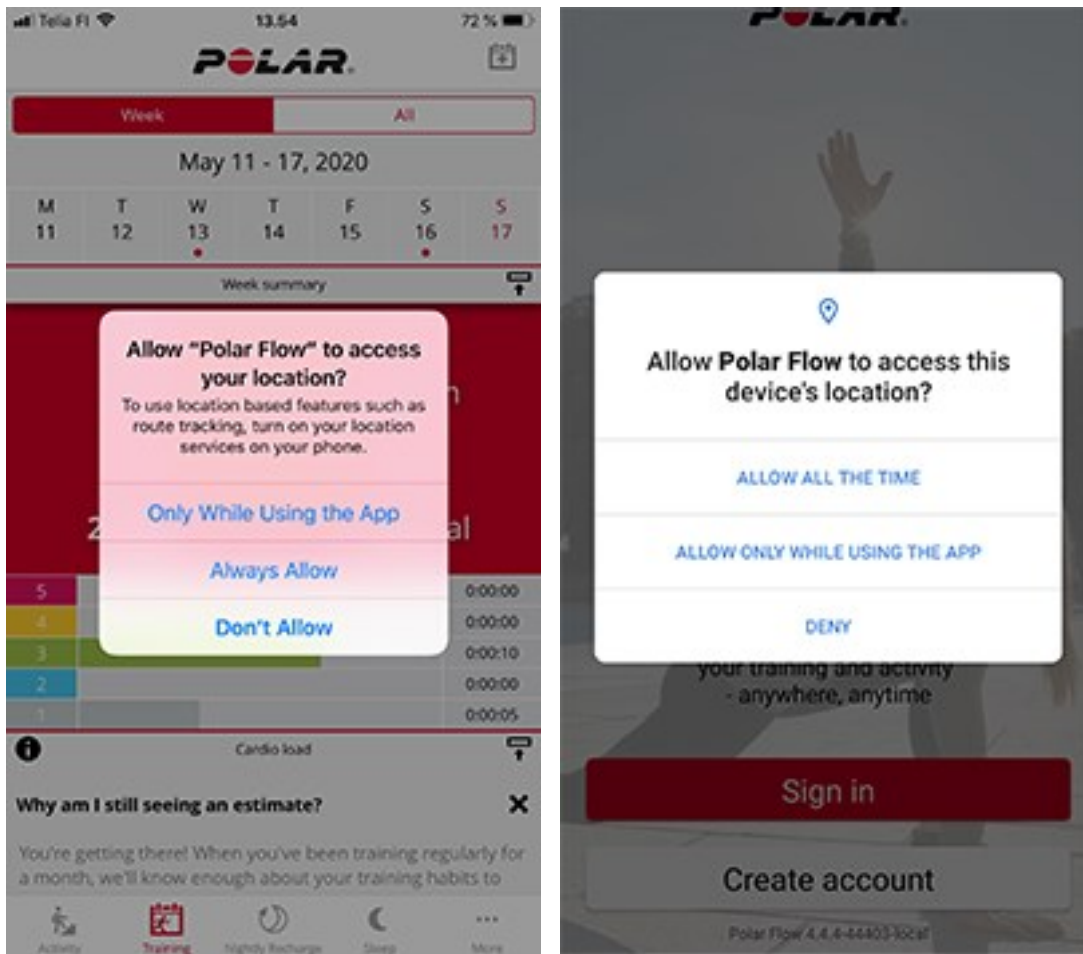 Telia FI 13.54 72 %
POLAR
Week All
May 11 - 17, 2020
M T W T F S S
11 12 13 14 15 16 17
Week summary
Allow “Polar Flow” to access
your location?
To use location based features such as
route tracking, turn on your location
services on your phone.
Only While Using the App
Always Allow
Don't Allow
2 al
5 0:00:00
4 0:00:00
3 0:00:10
2 0:00:00
1 0:00:05
Cardio load
Why am I still seeing an estimate?
You're getting there! When you've been training regularly for
a month, we'll know enough about your training habits to
Activity Training Nightly Recharge Sleep More
POLAR
Allow Polar Flow to access this
device's location?
ALLOW ALL THE TIME
ALLOW ONLY WHILE USING THE APP
DENY
your training and activity
- anywhere, anytime
Sign in
Create account
Polar Flow 4.4.4-44403-local